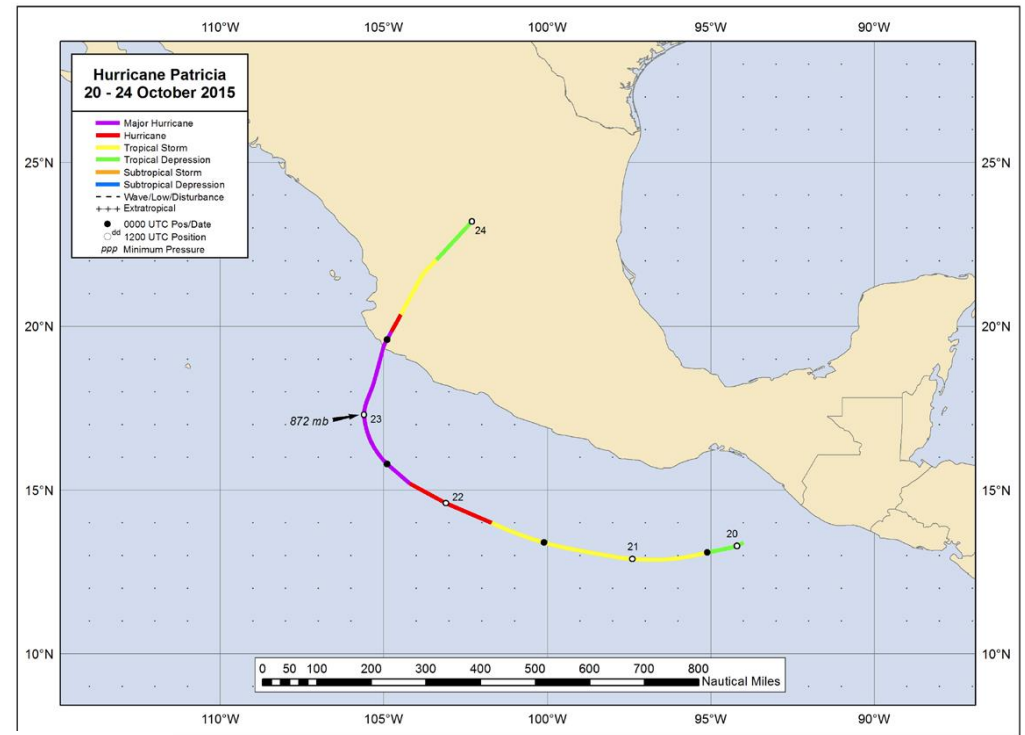 110°W 105°W 100°W 95°W 90°W
Hurricane Patricia
20 - 24 October 2015
Major Hurricane
Hurricane
Tropical Storm
Tropical Depression
Subtropical Storm
Subtropical Depression
Wave/Low/Disturbance
Extratropical
0000 UTC Pos/Date
dd 1200 UTC Position
ppp Minimum Pressure
25°N 25°N
24
20°N 20°N
872 mb 23
15°N 15°N
22
21
20
10°N 10°N
0 50 100 200 300 400 500 600 700 800
Nautical Miles
110°W 105°W 100°W 95°W 90°W